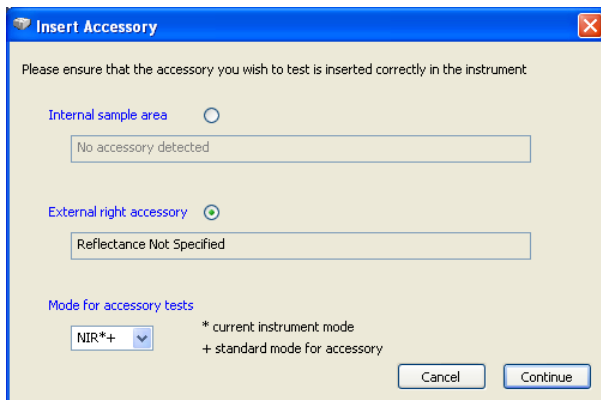 Insert Accessory
Please ensure that the accessory you wish to test is inserted correctly in the instrument
Internal sample area
No accessory detected
External right accessory
Reflectance Not Specified
Mode for accessory tests
NIR*+
* current instrument mode
+ standard mode for accessory
Cancel Continue